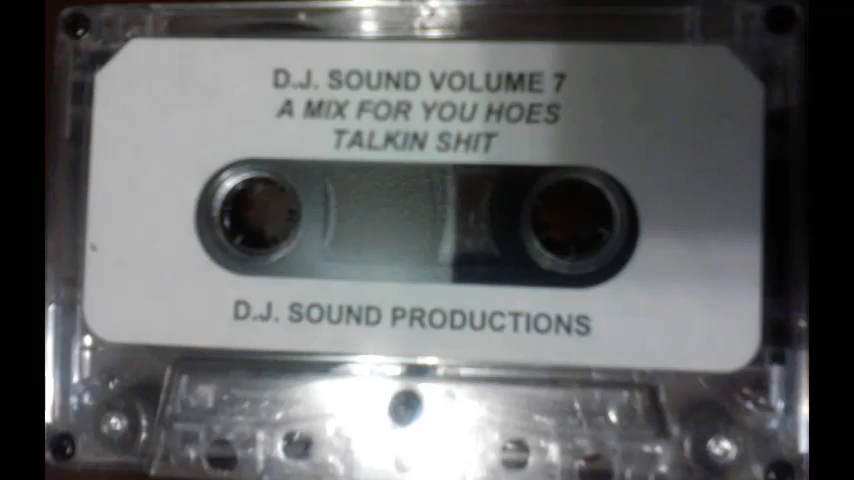 D.J. SOUND VOLUME 7
A MIX FOR YOU HOES
TALKIN SHIT
D.J. SOUND PRODUCTIONS